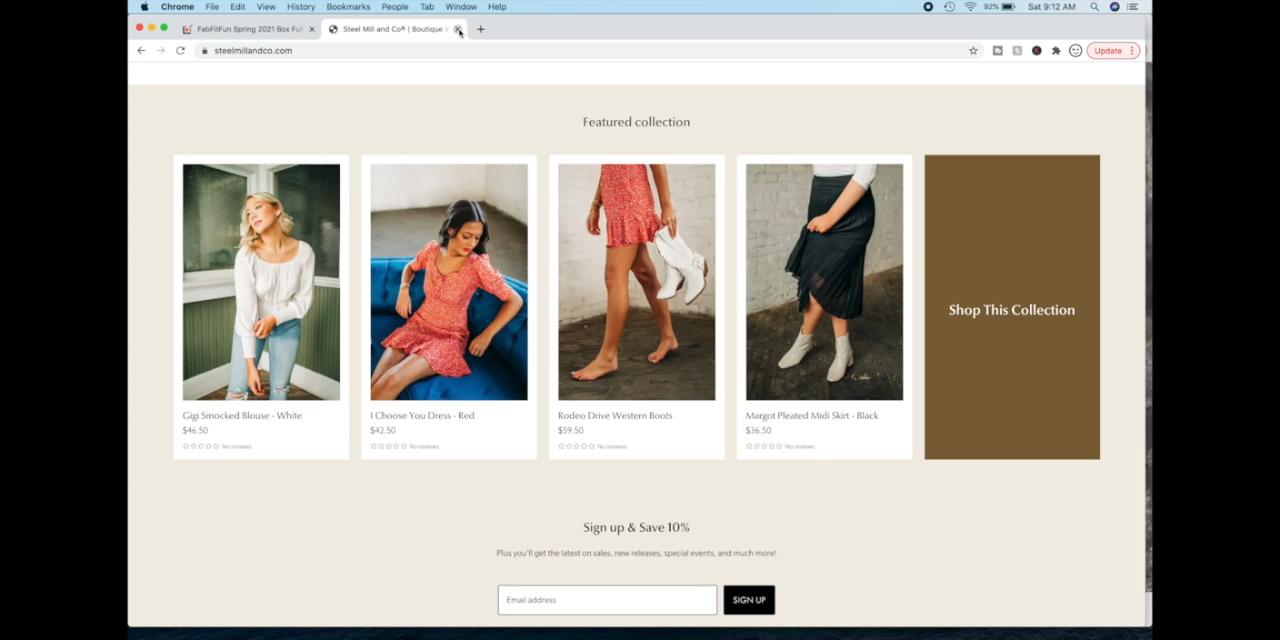 Chrome File Edit View History Bookmarks People Tab Window Help 92% Sat 9:12 AM
FabFitFun Spring 2021 Box Ful Steel Mill and Co® | Boutique
steelmillandco.com Update
Featured collection
Shop This Collection
Gigi Smocked Blouse - White I Choose You Dress - Red Rodeo Drive Western Boots Margot Pleated Midi Skirt - Black
$46.50 $42.50 $59.50 $36.50
No reviews No reviews No reviews No reviews
Sign up & Save 10%
Plus you'll get the latest on sales, new releases, special events, and much more!
Email address SIGN UP